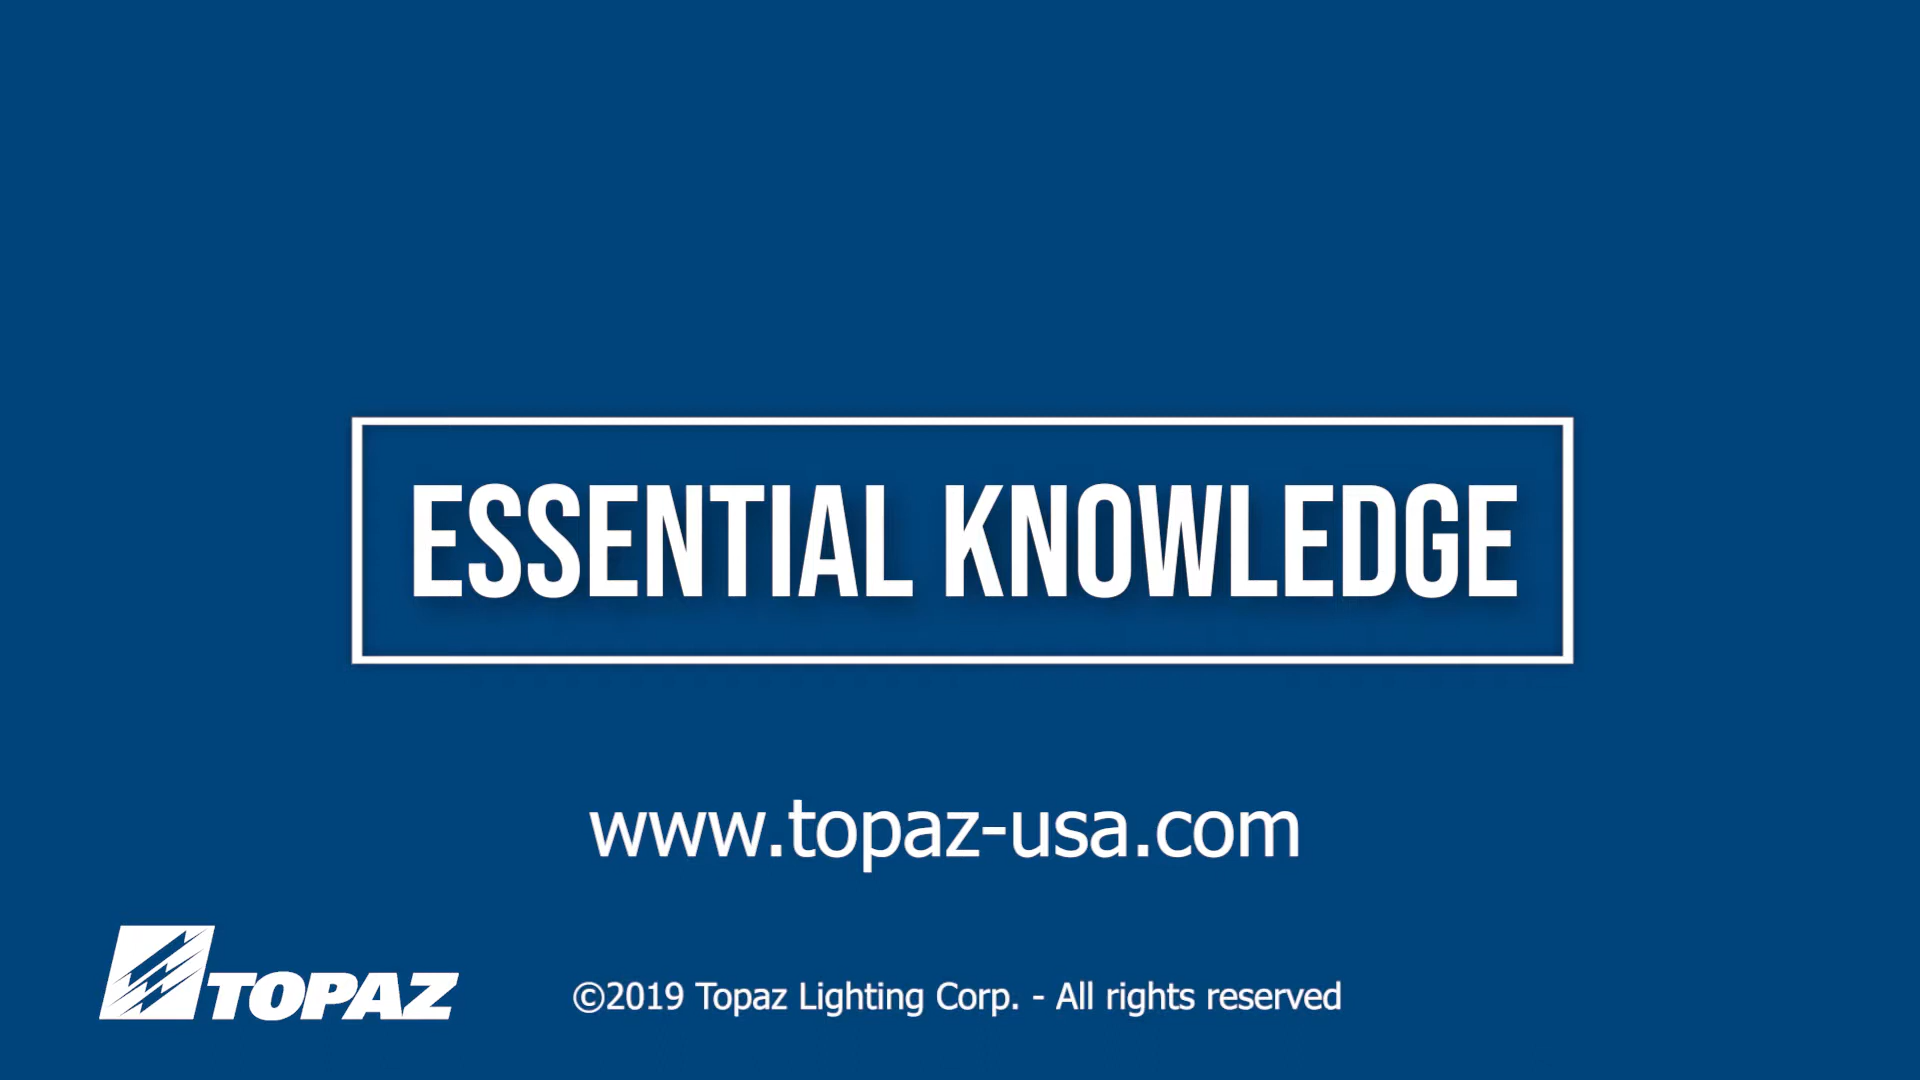 ESSENTIAL KNOWLEDGE
www.topaz-usa.com
TOPAZ
©2019 Topaz Lighting Corp. - All rights reserved